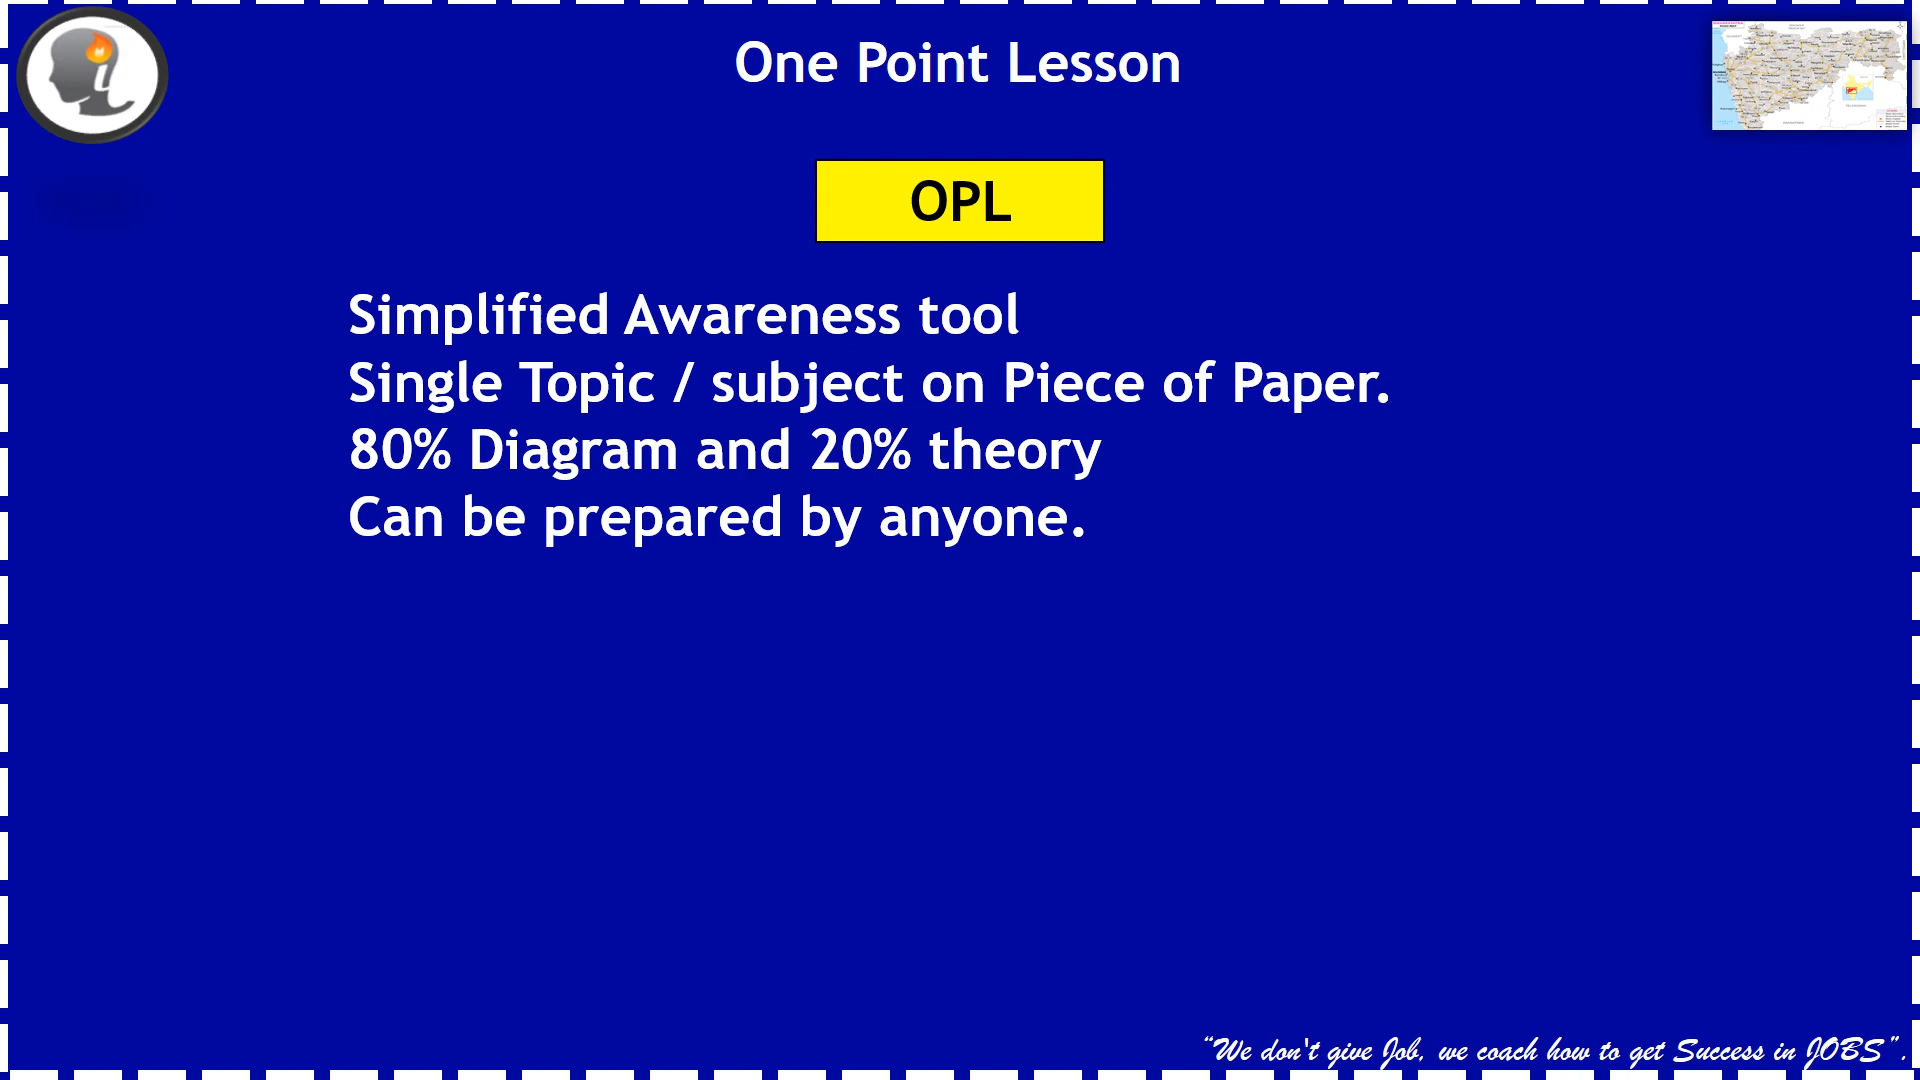 One Point Lesson
OPL
Simplified Awareness tool
Single Topic / subject on Piece of Paper.
80% Diagram and 20% theory
Can be prepared by anyone.
“We don't give Job, we coach how to get Success in JOBS”.